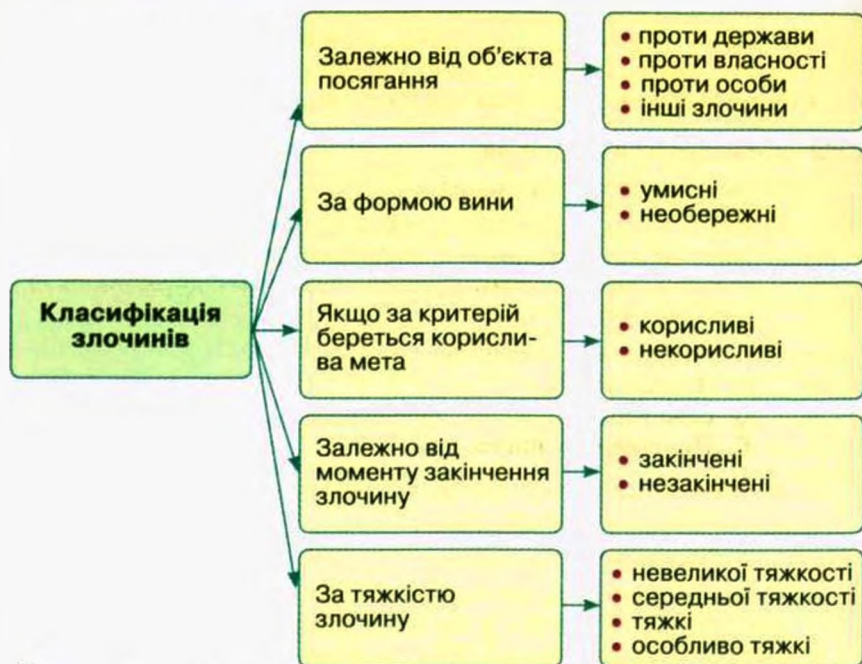 Залежно від об'єкта
посягання
• проти держави
• проти власності
• проти особи
• інші злочини
За формою вини
• умисні
• необережні
Класифікація
злочинів
Якщо за критерій
береться корисли-
ва мета
• корисливі
• некорисливі
Залежно від
моменту закінчення
злочину
• закінчені
• незакінчені
За тяжкістю
злочину
• невеликої тяжкості
• середньої тяжкості
• тяжкі
• особливо тяжкі